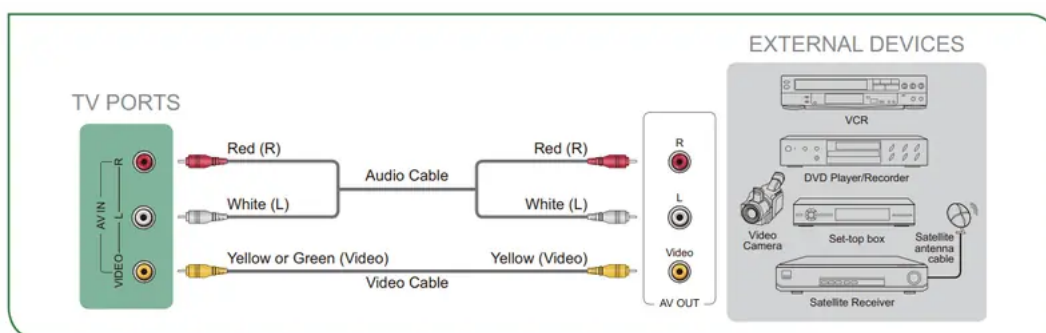 EXTERNAL DEVICES
TV PORTS
AV IN
R
L
VIDEO
Red (R)
White (L)
Yellow or Green (Video)
Audio Cable
Video Cable
Red (R)
White (L)
Yellow (Video)
R
L
Video
AV OUT
VCR
DVD Player/Recorder
Video
Camera
Set-top box
Satellite
antenna
cable
Satellite Receiver